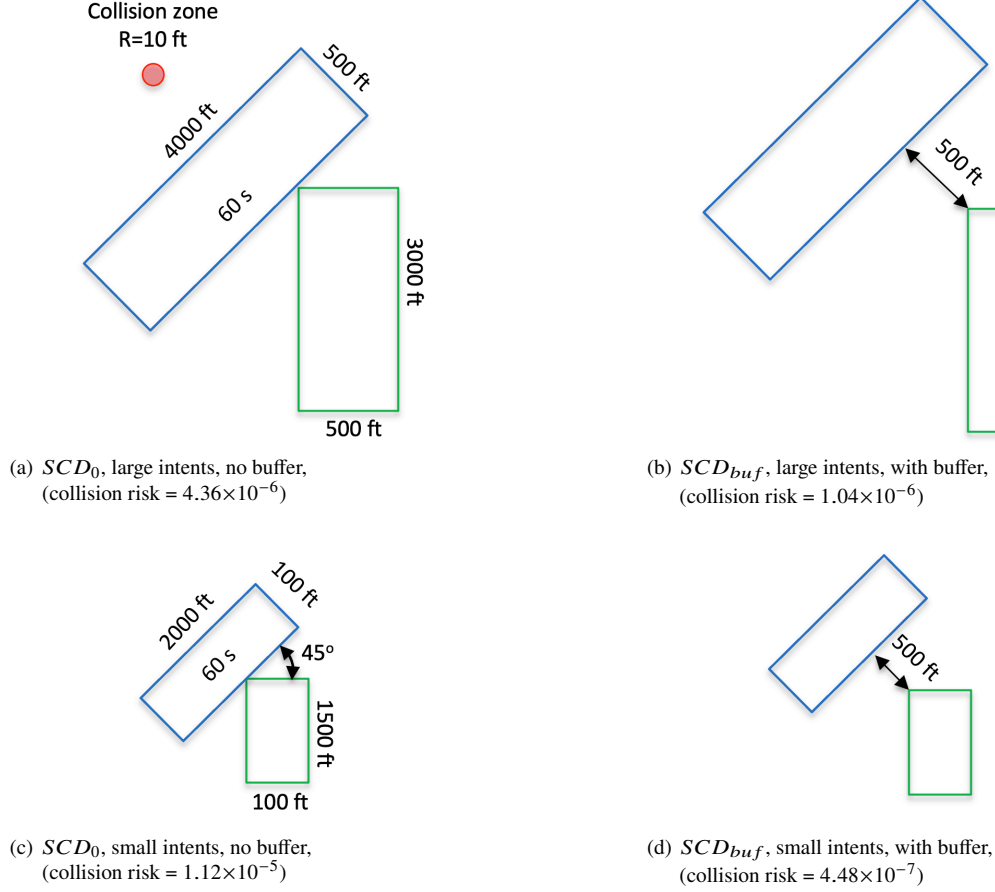 Collision zone
R=10 ft
4000 ft
500 ft
60 s
3000 ft
500 ft
(a) SCD₀, large intents, no buffer,
(collision risk = 4.36×10⁻⁶)
500 ft
(b) SCD_buf, large intents, with buffer,
(collision risk = 1.04×10⁻⁶)
2000 ft
100 ft
60 s
45°
1500 ft
100 ft
(c) SCD₀, small intents, no buffer,
(collision risk = 1.12×10⁻⁵)
500 ft
(d) SCD_buf, small intents, with buffer,
(collision risk = 4.48×10⁻⁷)